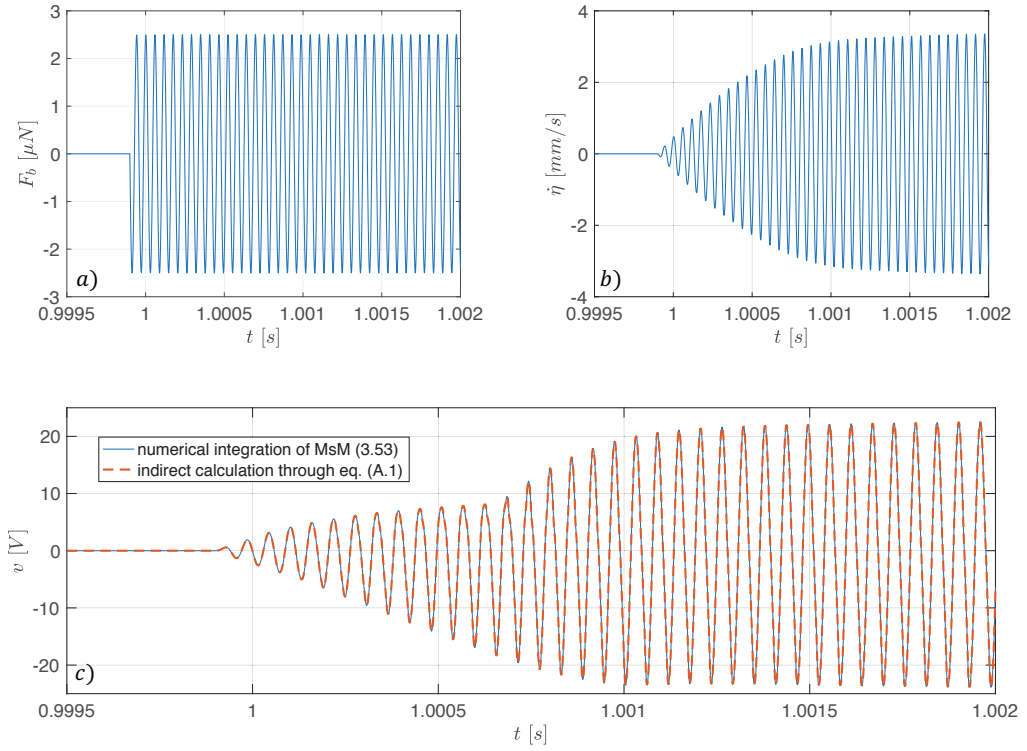 3
2
1
0
-1
-2
-3
F_b [μN]
a)
0.9995 1 1.0005 1.001 1.0015 1.002
t [s]
4
2
0
-2
-4
η̇ [mm/s]
b)
0.9995 1 1.0005 1.001 1.0015 1.002
t [s]
20
10
0
-10
-20
v [V]
numerical integration of MsM (3.53)
indirect calculation through eq. (A.1)
c)
0.9995 1 1.0005 1.001 1.0015 1.002
t [s]